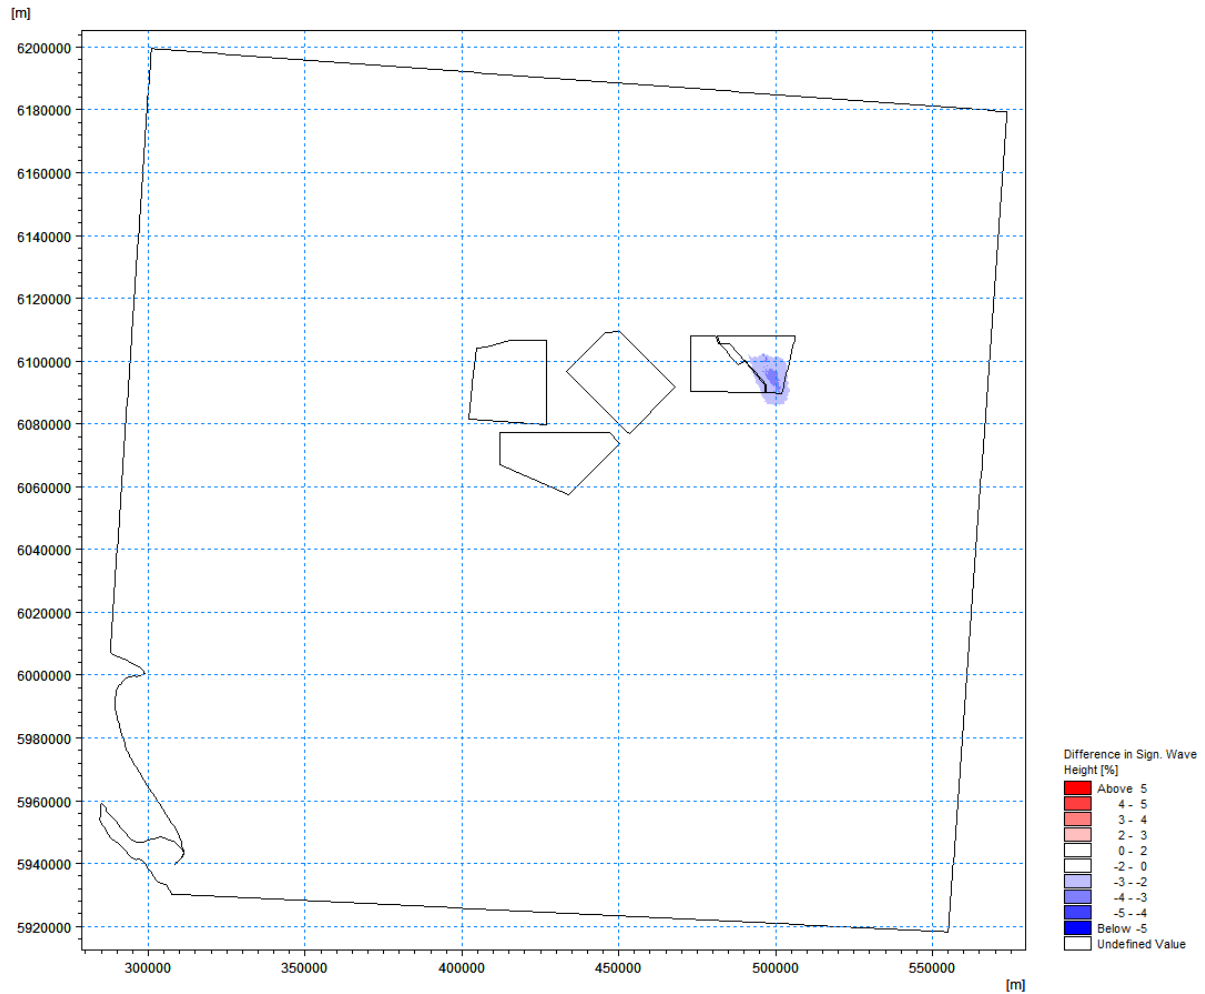 [m]
6200000
6180000
6160000
6140000
6120000
6100000
6080000
6060000
6040000
6020000
6000000
5980000
5960000
5940000
5920000
300000 350000 400000 450000 500000 550000
[m]
Difference in Sign. Wave
Height [%]
Above 5
4 - 5
3 - 4
2 - 3
0 - 2
-2 - 0
-3 - -2
-4 - -3
-5 - -4
Below -5
Undefined Value